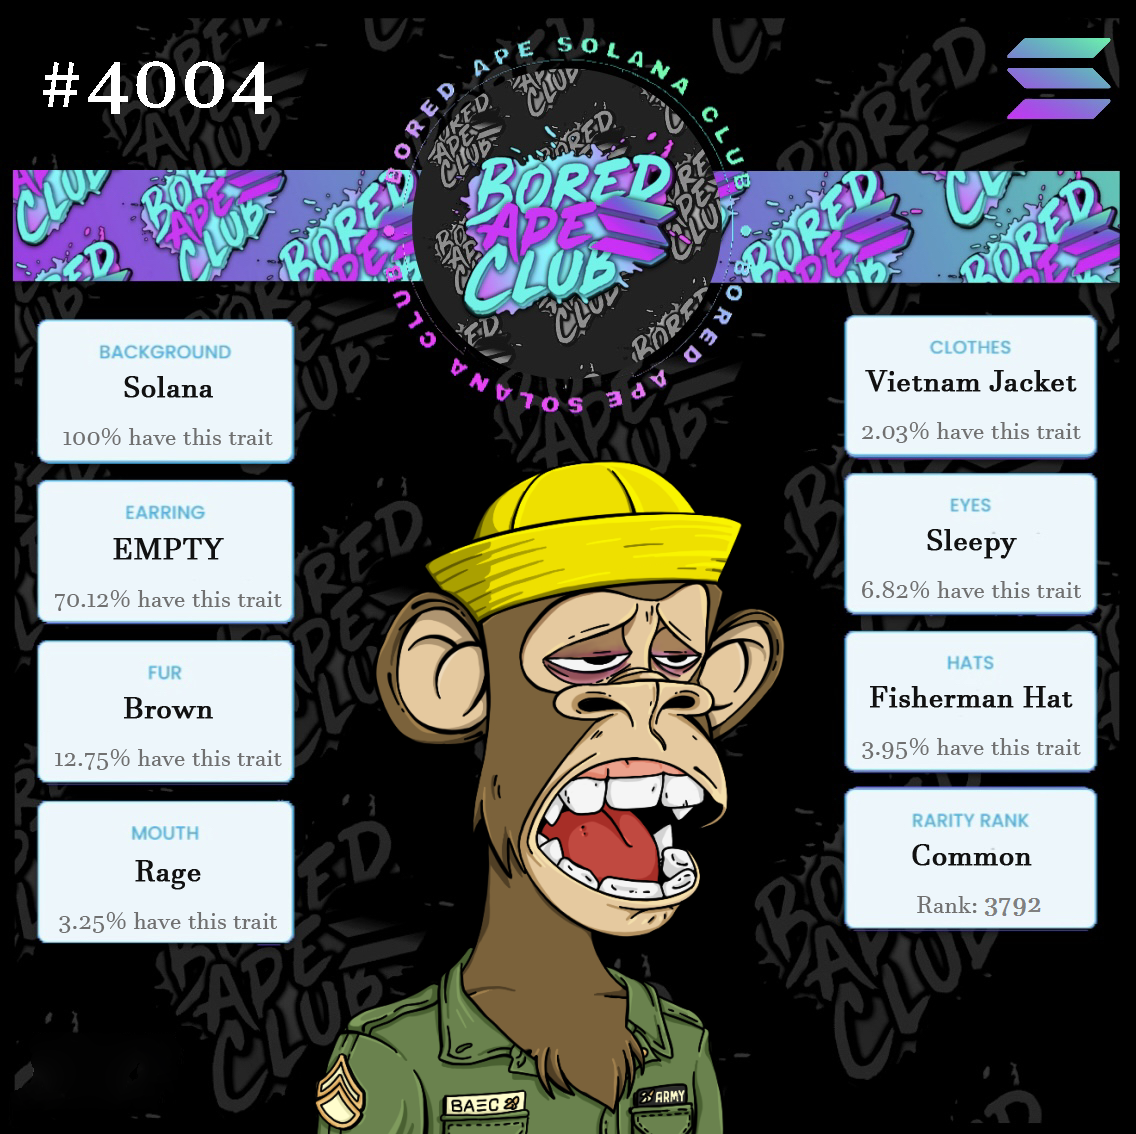 #4004
BORED APE SOLANA CLUB
BORED APE SOLANA CLUB
BORED
APE
CLUB
BACKGROUND
Solana
100% have this trait
EARRING
EMPTY
70.12% have this trait
FUR
Brown
12.75% have this trait
MOUTH
Rage
3.25% have this trait
CLOTHES
Vietnam Jacket
2.03% have this trait
EYES
Sleepy
6.82% have this trait
HATS
Fisherman Hat
3.95% have this trait
RARITY RANK
Common
Rank: 3792
BAEC
ARMY